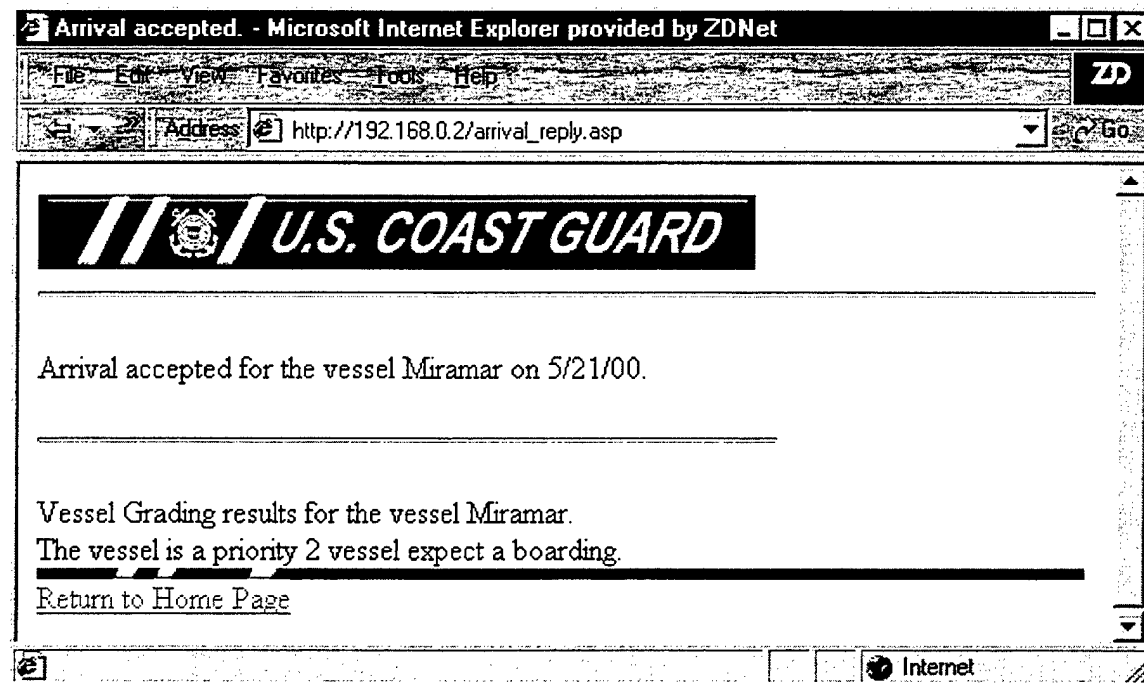 Arrival accepted. - Microsoft Internet Explorer provided by ZDNet
File Edit View Favorites Tools Help
ZD
Address http://192.168.0.2/arrival_reply.asp Go
U.S. COAST GUARD
Arrival accepted for the vessel Miramar on 5/21/00.
Vessel Grading results for the vessel Miramar.
The vessel is a priority 2 vessel expect a boarding.
Return to Home Page
Internet